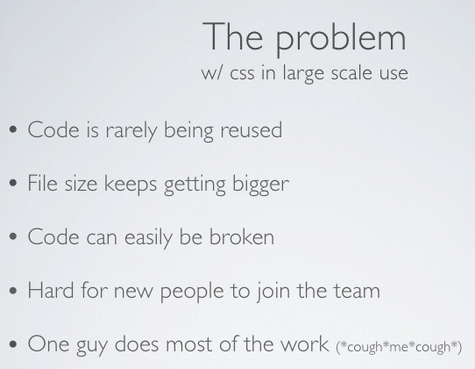 The problem
w/ css in large scale use
• Code is rarely being reused
• File size keeps getting bigger
• Code can easily be broken
• Hard for new people to join the team
• One guy does most of the work (*cough*me*cough*)